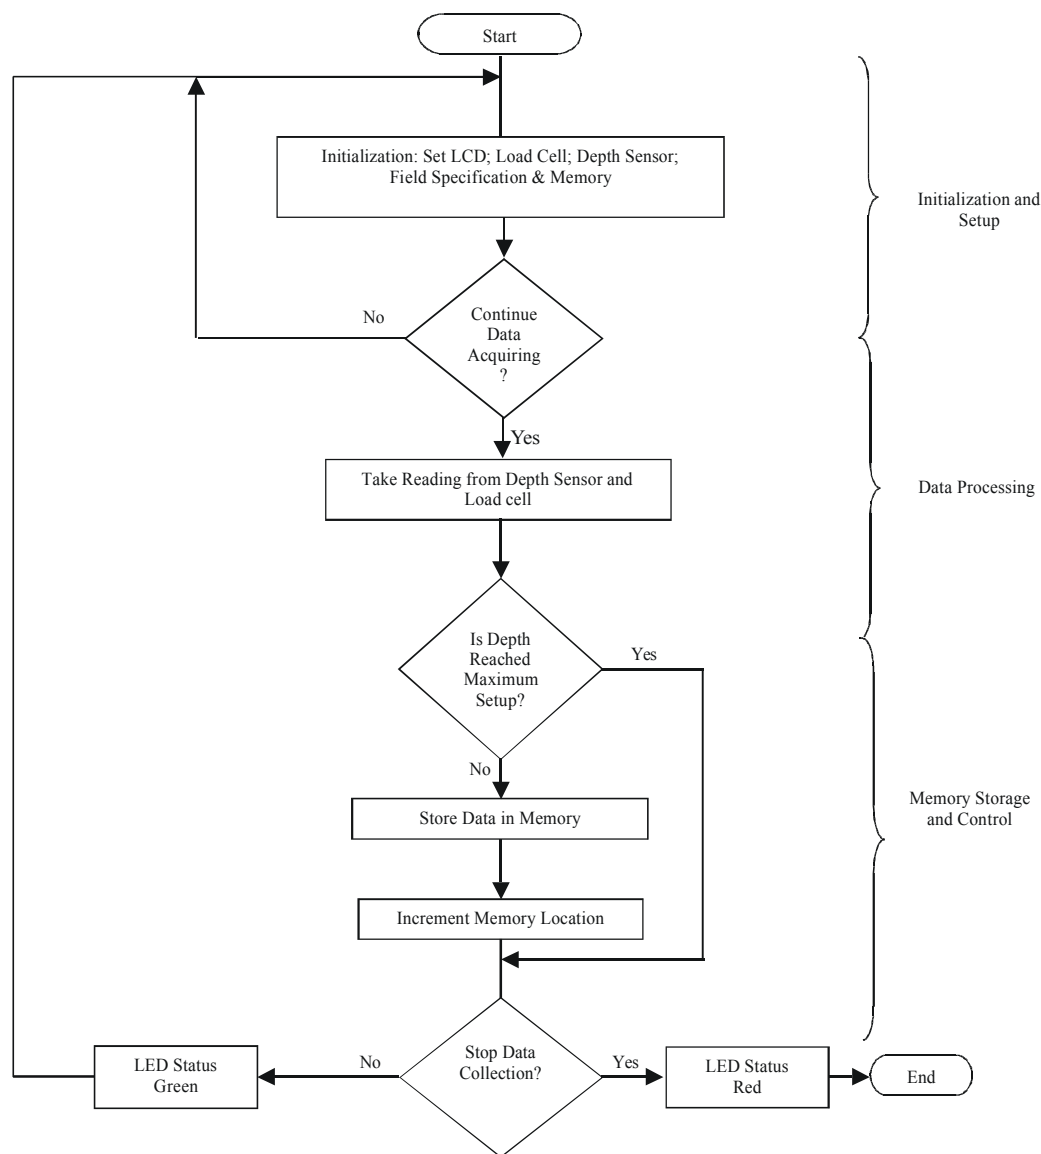 Start
Initialization: Set LCD; Load Cell; Depth Sensor;
Field Specification & Memory
Initialization and
Setup
No
Continue
Data
Acquiring
?
Yes
Take Reading from Depth Sensor and
Load cell
Data Processing
Is Depth
Reached
Maximum
Setup?
Yes
No
Store Data in Memory
Memory Storage
and Control
Increment Memory Location
LED Status
Green
No
Stop Data
Collection?
Yes
LED Status
Red
End